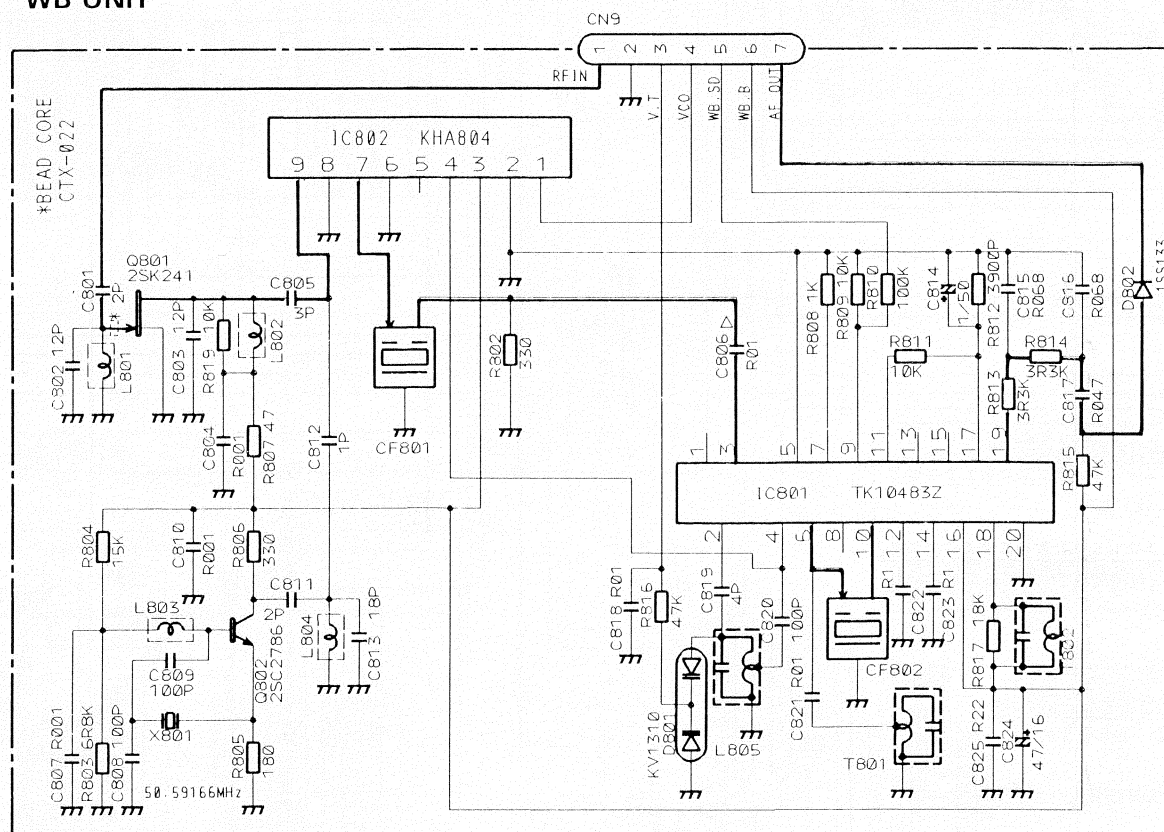 WB UNIT
CN9
1 2 3 4 5 6 7
RFIN
V.T
VCO
WB.SD
WB.B
AF OUT
*BEAD CORE
CTX-022
IC802 KHA804
9 8 7 6 5 4 3 2 1
Q801
2SK241
C801
2P
C805
3P
C802 12P
L801
C803 12P
R819 10K
L802
CF801
R802
330
C806
R01
R808 1K
R809 10K
R810
100K
C814
1/50
R812 3900P
C815
R068
C816
R068
D802
1SS133
R811
10K
R814
3R3K
R813
3R3K
C817
R047
C804
R001
R807 47
C812
1P
1 3 5 7 9 11 13 15 17 19
IC801 TK10483Z
2 4 6 8 10 12 14 16 18 20
R815
47K
R804
15K
C810
R001
R806
330
C811
2P
L803
C809
100P
Q802
2SC2786
L804
C813 18P
X801
C807 R001
R803 6R8K
C808 100P
50.59166MHz
R805
180
C818 R01
R816
47K
C819
4P
C820
100P
KV1310
D801
L805
C821 R01
CF802
C822 R1
C823 R1
R817 18K
T802
T801
C825 R22
C824
47/16